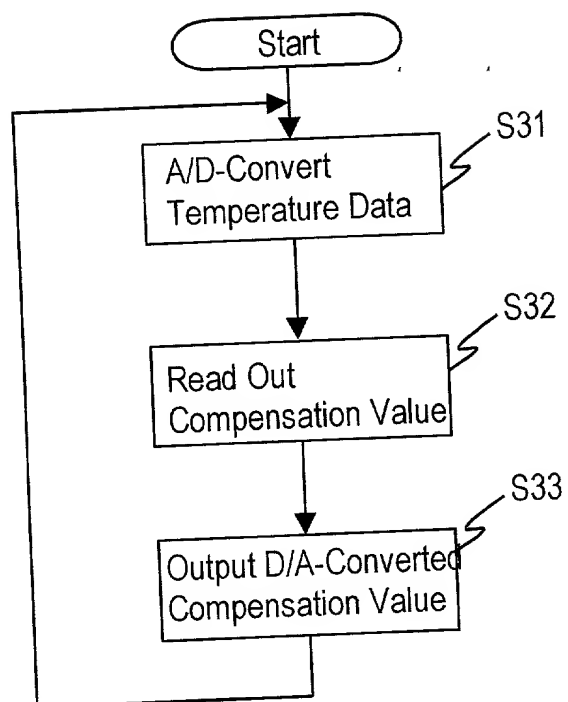 Start
S31
A/D-Convert
Temperature Data
S32
Read Out
Compensation Value
S33
Output D/A-Converted
Compensation Value